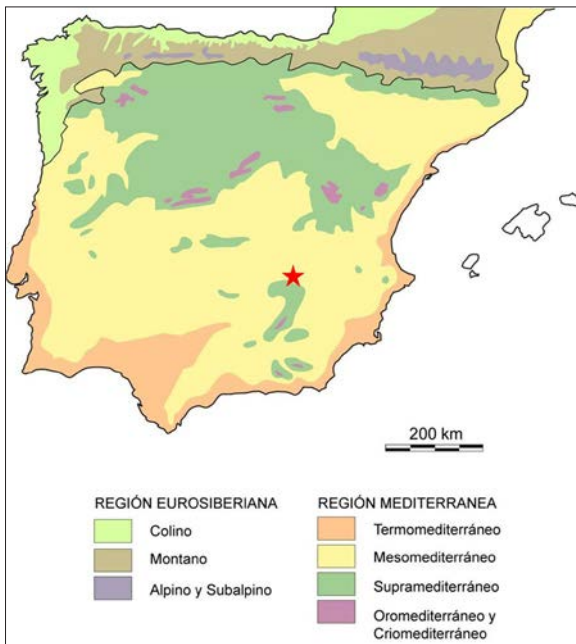 200 km
REGIÓN EUROSIBERIANA
Colino
Montano
Alpino y Subalpino
REGIÓN MEDITERRANEA
Termomediterráneo
Mesomediterráneo
Supramediterráneo
Oromediterráneo y
Criomediterráneo